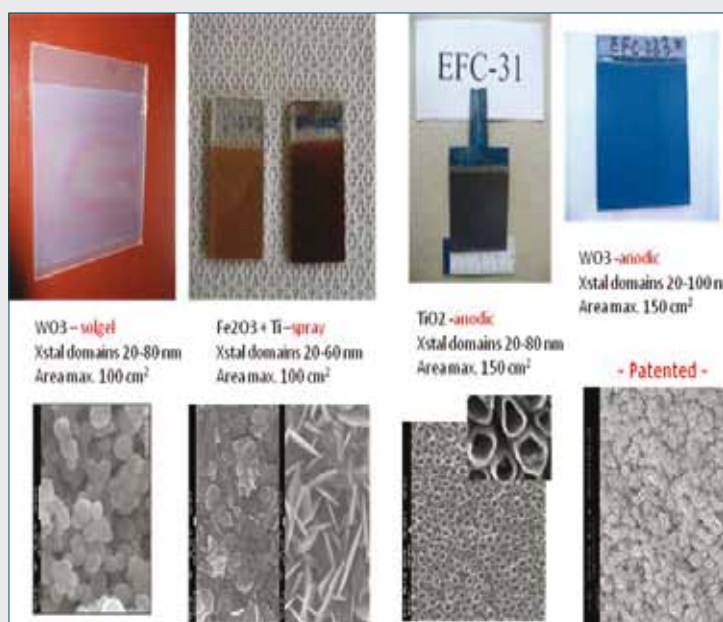 EFC-31
WO3 – solgel
Xstal domains 20-80 nm
Area max. 100 cm²
Fe2O3 + Ti –spray
Xstal domains 20-60 nm
Area max. 100 cm²
TiO2 -anodic
Xstal domains 20-80 nm
Area max. 150 cm²
WO3 -anodic
Xstal domains 20-100 n
Area max. 150 cm²
- Patented -